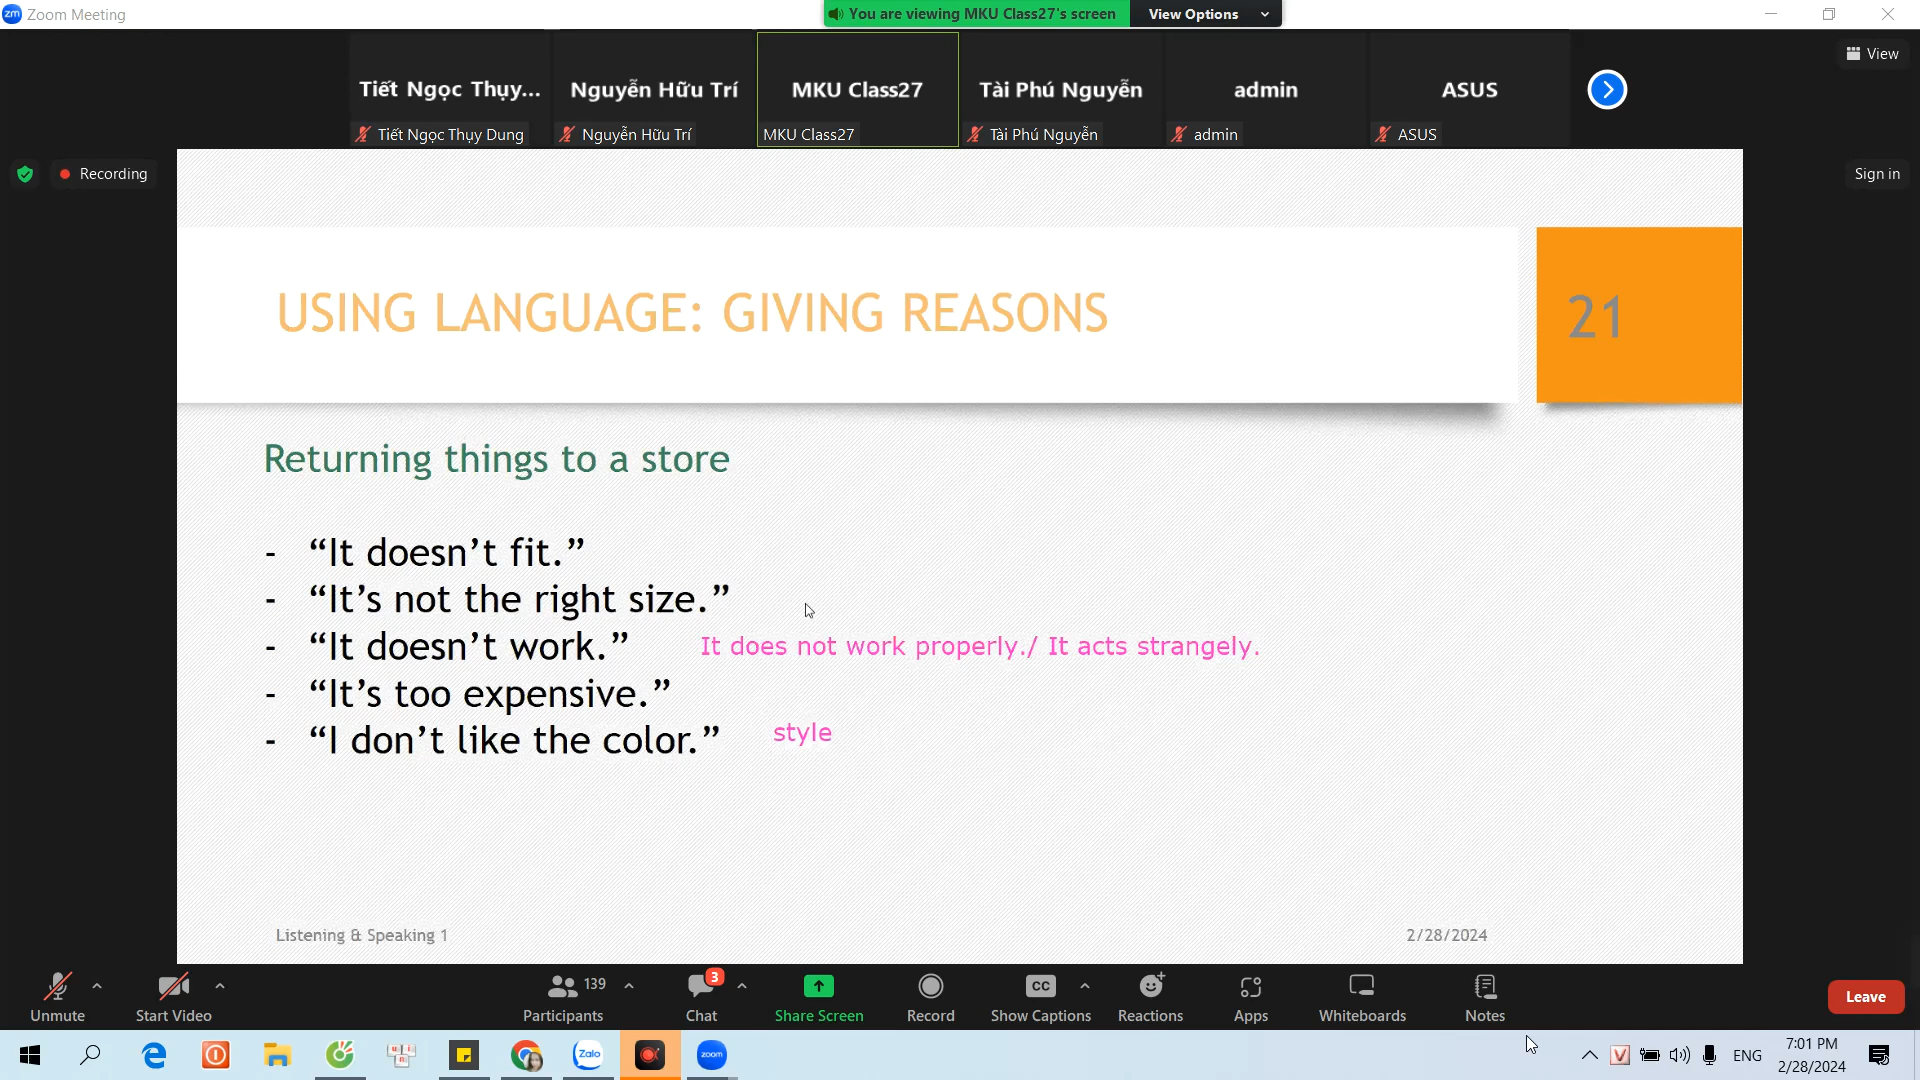 Zoom Meeting
You are viewing MKU Class27's screen
View Options
View
Tiết Ngọc Thụy...
Nguyễn Hữu Trí
MKU Class27
Tài Phú Nguyễn
admin
ASUS
Tiết Ngọc Thụy Dung
Nguyễn Hữu Trí
MKU Class27
Tài Phú Nguyễn
admin
ASUS
Recording
Sign in
USING LANGUAGE: GIVING REASONS
21
Returning things to a store
- “It doesn’t fit.”
- “It’s not the right size.”
- “It doesn’t work.” It does not work properly./ It acts strangely.
- “It’s too expensive.”
- “I don’t like the color.” style
Listening & Speaking 1
2/28/2024
Unmute
Start Video
139
Participants
3
Chat
Share Screen
Record
CC
Show Captions
Reactions
Apps
Whiteboards
Notes
Leave
Zalo
zoom
ENG
7:01 PM
2/28/2024